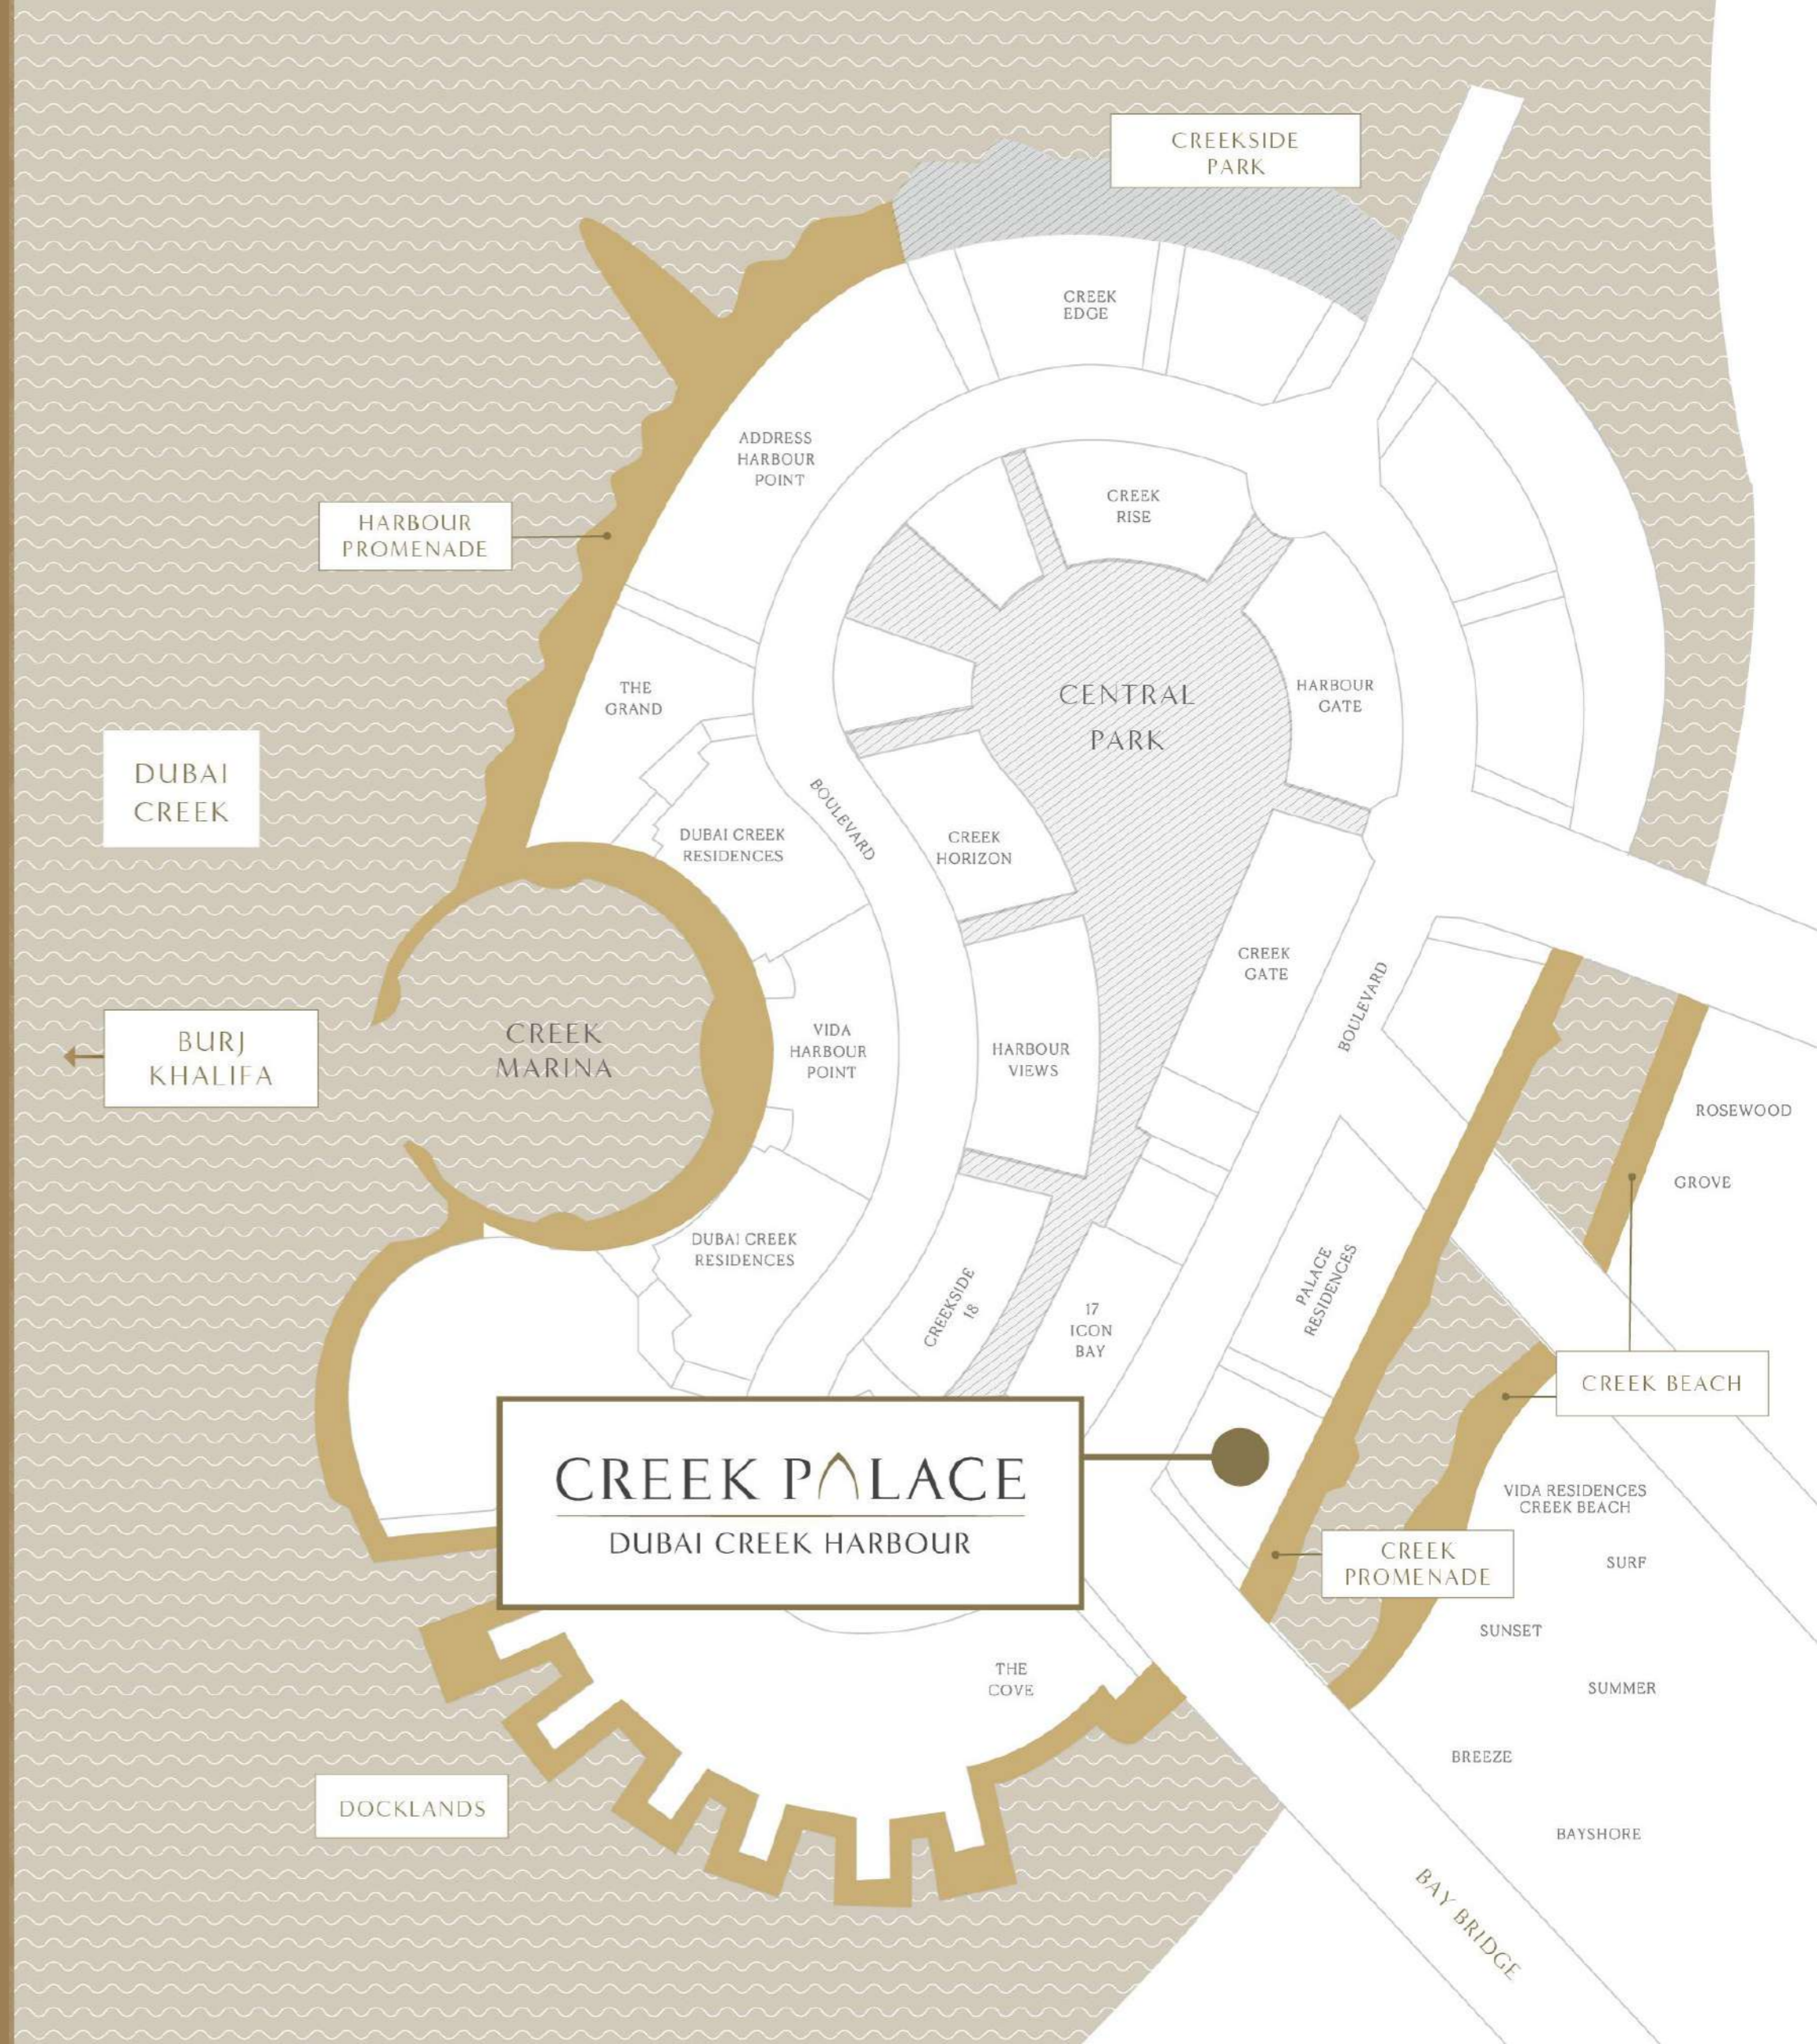 CREEKSIDE
PARK
CREEK
EDGE
ADDRESS
HARBOUR
POINT
CREEK
RISE
HARBOUR
PROMENADE
THE
GRAND
CENTRAL
PARK
HARBOUR
GATE
DUBAI
CREEK
BOULEVARD
DUBAI CREEK
RESIDENCES
CREEK
HORIZON
CREEK
GATE
BOULEVARD
BURJ
KHALIFA
CREEK
MARINA
VIDA
HARBOUR
POINT
HARBOUR
VIEWS
ROSEWOOD
GROVE
DUBAI CREEK
RESIDENCES
CREEKSIDE
18
17
ICON
BAY
PALACE
RESIDENCES
CREEK BEACH
CREEK PALACE
DUBAI CREEK HARBOUR
VIDA RESIDENCES
CREEK BEACH
CREEK
PROMENADE
SURF
SUNSET
THE
COVE
SUMMER
BREEZE
DOCKLANDS
BAYSHORE
BAY BRIDGE